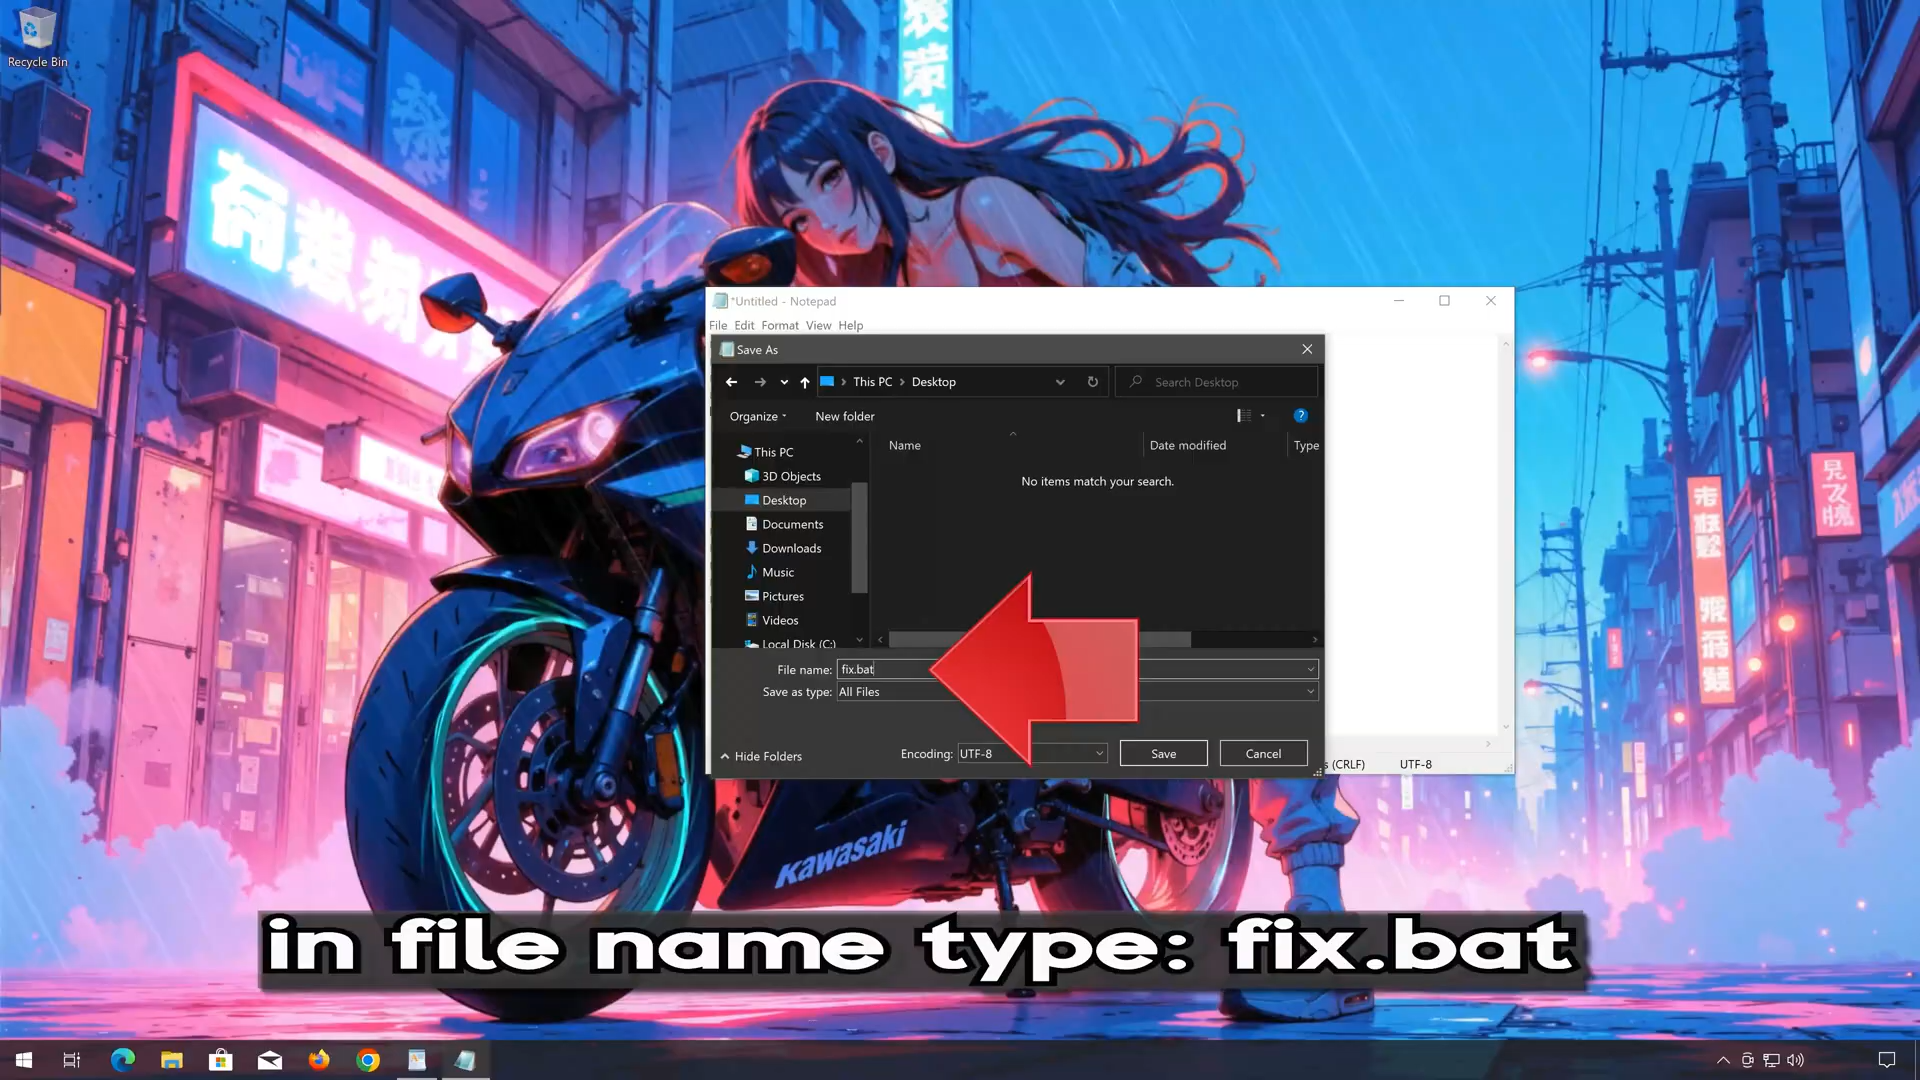 Recycle Bin
*Untitled - Notepad
File Edit Format View Help
Save As
This PC Desktop
Search Desktop
Organize
New folder
Name
Date modified
Type
This PC
3D Objects
Desktop
Documents
Downloads
Music
Pictures
Videos
Local Disk (C:)
No items match your search.
File name: fix.bat
Save as type: All Files
Hide Folders
Encoding: UTF-8
Save
Cancel
(CRLF)
UTF-8
Kawasaki
in file name type: fix.bat